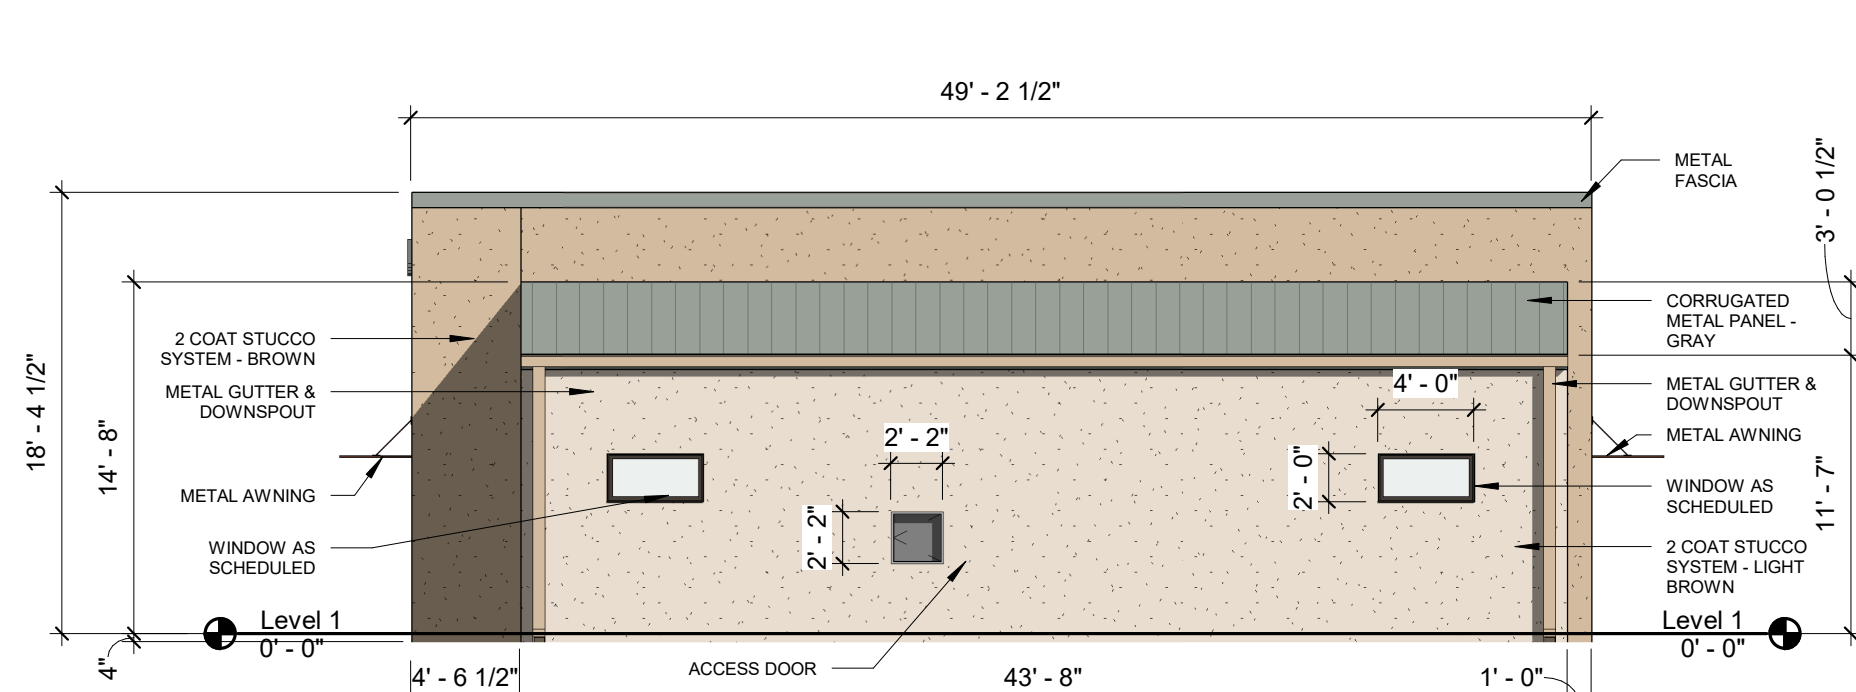 49' - 2 1/2"
METAL
FASCIA
3' - 0 1/2"
CORRUGATED
METAL PANEL -
GRAY
2 COAT STUCCO
SYSTEM - BROWN
18' - 4 1/2"
14' - 8"
METAL GUTTER &
DOWNSPOUT
4' - 0"
METAL GUTTER &
DOWNSPOUT
2' - 2"
METAL AWNING
2' - 0"
METAL AWNING
WINDOW AS
SCHEDULED
11' - 7"
2' - 2"
WINDOW AS
SCHEDULED
2 COAT STUCCO
SYSTEM - LIGHT
BROWN
Level 1
0' - 0"
Level 1
0' - 0"
4"
4' - 6 1/2"
ACCESS DOOR
43' - 8"
1' - 0"